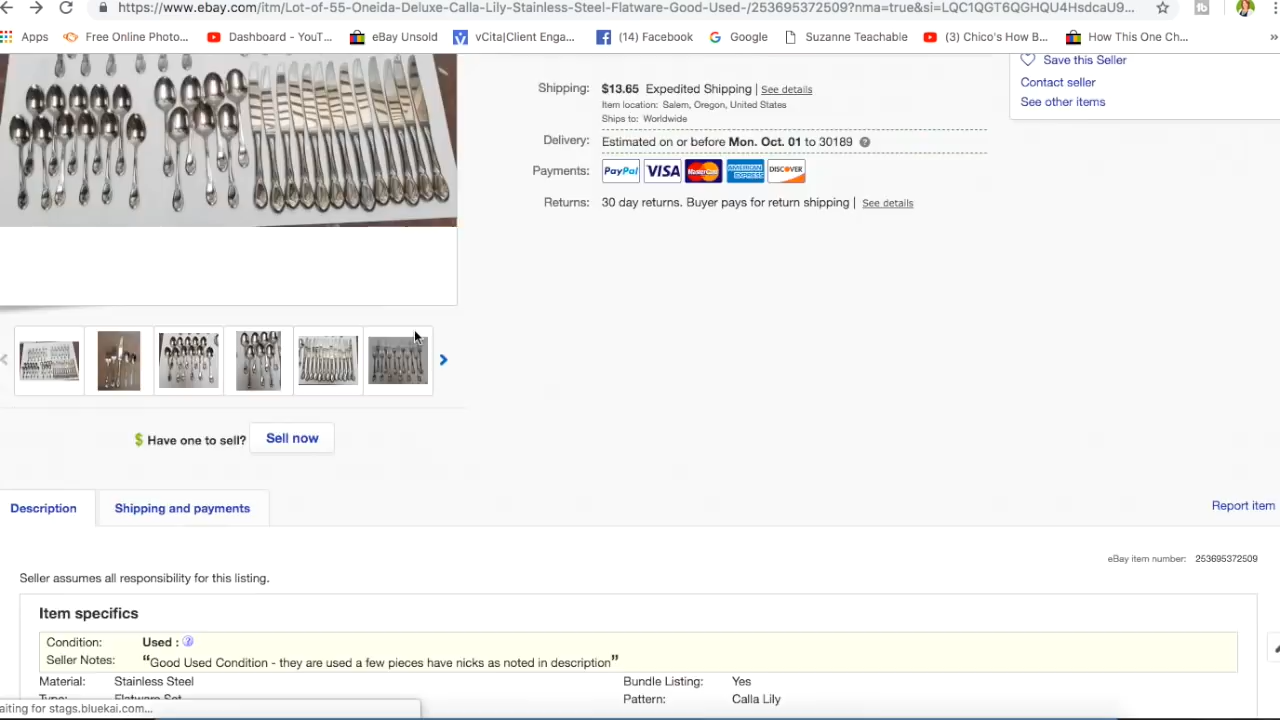 https://www.ebay.com/itm/Lot-of-55-Oneida-Deluxe-Calla-Lily-Stainless-Steel-Flatware-Good-Used-/253695372509?nma=true&si=LQC1QGT6QGHQU4HsdcaU9...
Apps Free Online Photo... Dashboard - YouT... eBay Unsold vCita|Client Enga... (14) Facebook Google Suzanne Teachable (3) Chico's How B... How This One Ch... »
Save this Seller
Contact seller
See other items
Shipping: $13.65 Expedited Shipping | See details
Item location: Salem, Oregon, United States
Ships to: Worldwide
Delivery: Estimated on or before Mon. Oct. 01 to 30189
Payments: PayPal VISA MasterCard AMERICAN EXPRESS DISCOVER
Returns: 30 day returns. Buyer pays for return shipping | See details
$ Have one to sell? Sell now
Description Shipping and payments Report item
eBay item number: 253695372509
Seller assumes all responsibility for this listing.
Item specifics
Condition: Used :
Seller Notes: “Good Used Condition - they are used a few pieces have nicks as noted in description”
Material: Stainless Steel Bundle Listing: Yes
Type: Flatware Set Pattern: Calla Lily
aiting for stags.bluekai.com...